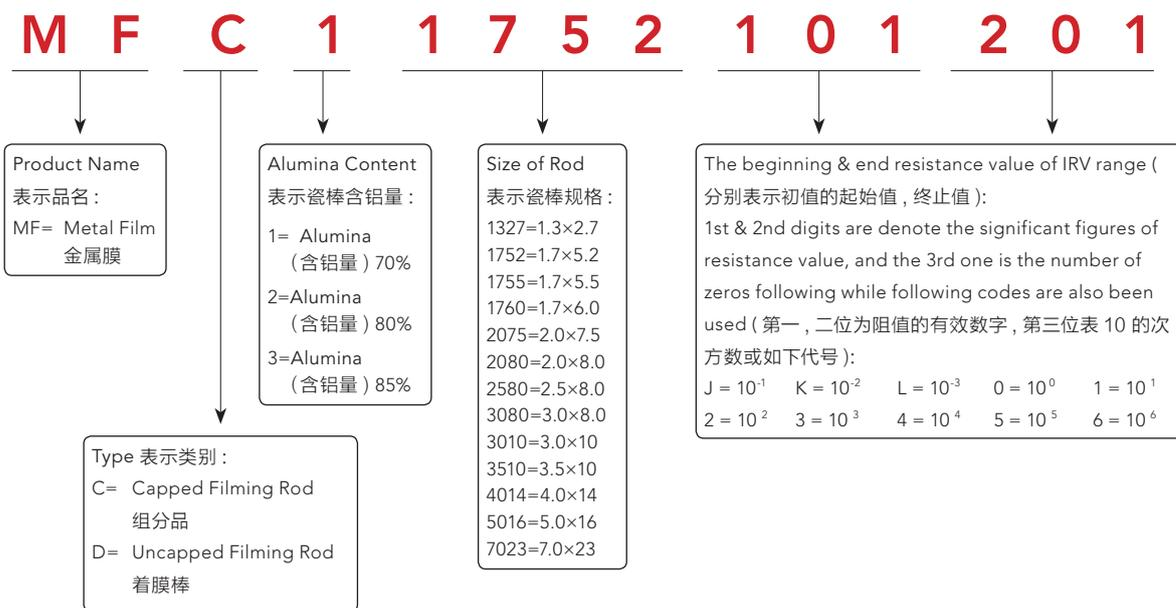 M F C 1 1 7 5 2 1 0 1 2 0 1
Product Name
表示品名 :
MF= Metal Film
金属膜
Type 表示类别 :
C= Capped Filming Rod
组分品
D= Uncapped Filming Rod
着膜棒
Alumina Content
表示瓷棒含铝量 :
1= Alumina
( 含铝量 ) 70%
2=Alumina
( 含铝量 ) 80%
3=Alumina
( 含铝量 ) 85%
Size of Rod
表示瓷棒规格 :
1327=1.3×2.7
1752=1.7×5.2
1755=1.7×5.5
1760=1.7×6.0
2075=2.0×7.5
2080=2.0×8.0
2580=2.5×8.0
3080=3.0×8.0
3010=3.0×10
3510=3.5×10
4014=4.0×14
5016=5.0×16
7023=7.0×23
The beginning & end resistance value of IRV range (
分别表示初值的起始值 , 终止值 ):
1st & 2nd digits are denote the significant figures of
resistance value, and the 3rd one is the number of
zeros following while following codes are also been
used ( 第一 , 二位为阻值的有效数字 , 第三位表 10 的次
方数或如下代号 ):
J = 10⁻¹ K = 10⁻² L = 10⁻³ 0 = 10⁰ 1 = 10¹
2 = 10² 3 = 10³ 4 = 10⁴ 5 = 10⁵ 6 = 10⁶